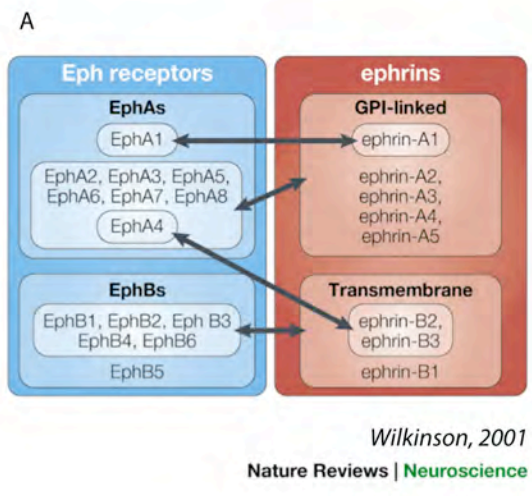 A
Eph receptors
EphAs
EphA1
EphA2, EphA3, EphA5,
EphA6, EphA7, EphA8
EphA4
EphBs
EphB1, EphB2, Eph B3
EphB4, EphB6
EphB5
ephrins
GPI-linked
ephrin-A1
ephrin-A2,
ephrin-A3,
ephrin-A4,
ephrin-A5
Transmembrane
ephrin-B2,
ephrin-B3
ephrin-B1
Wilkinson, 2001
Nature Reviews | Neuroscience